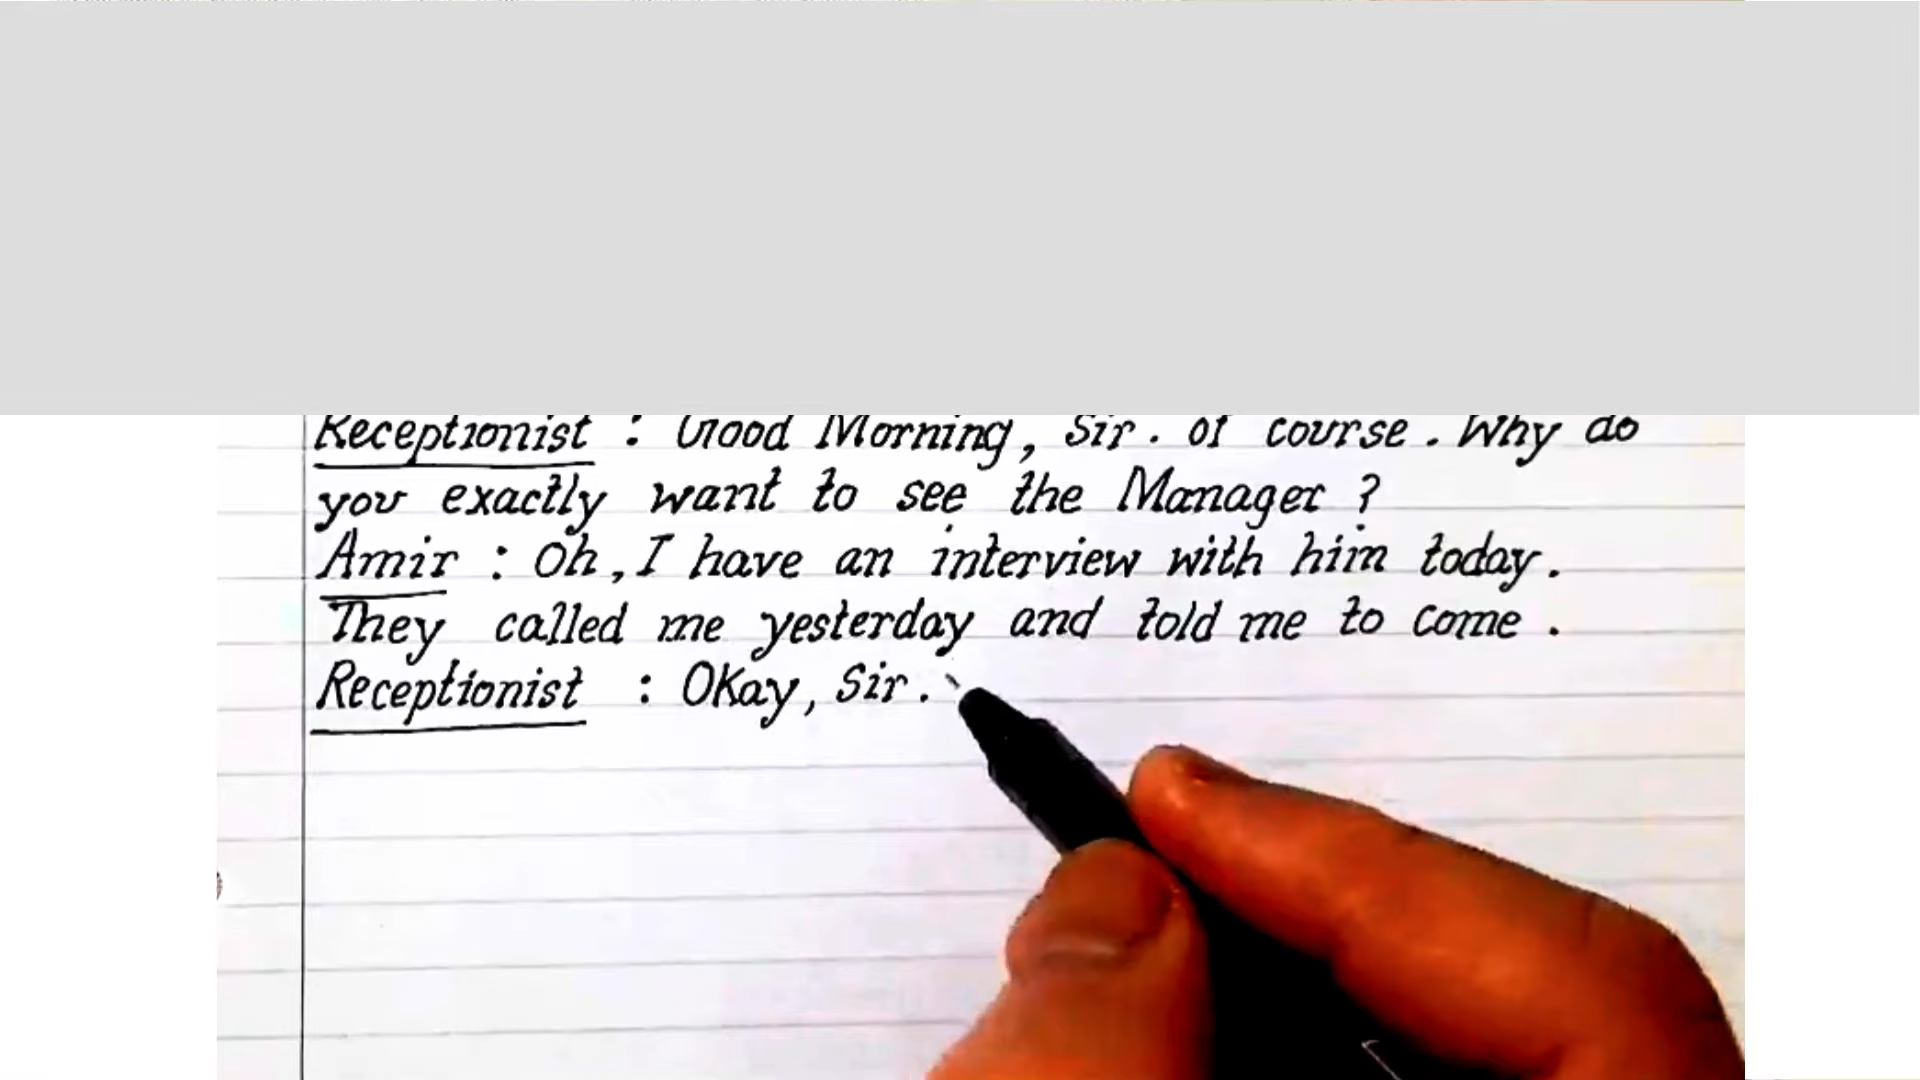 Receptionist : Good Morning, Sir. of course. Why do
you exactly want to see the Manager ?
Amir : Oh, I have an interview with him today.
They called me yesterday and told me to come.
Receptionist : Okay, Sir.